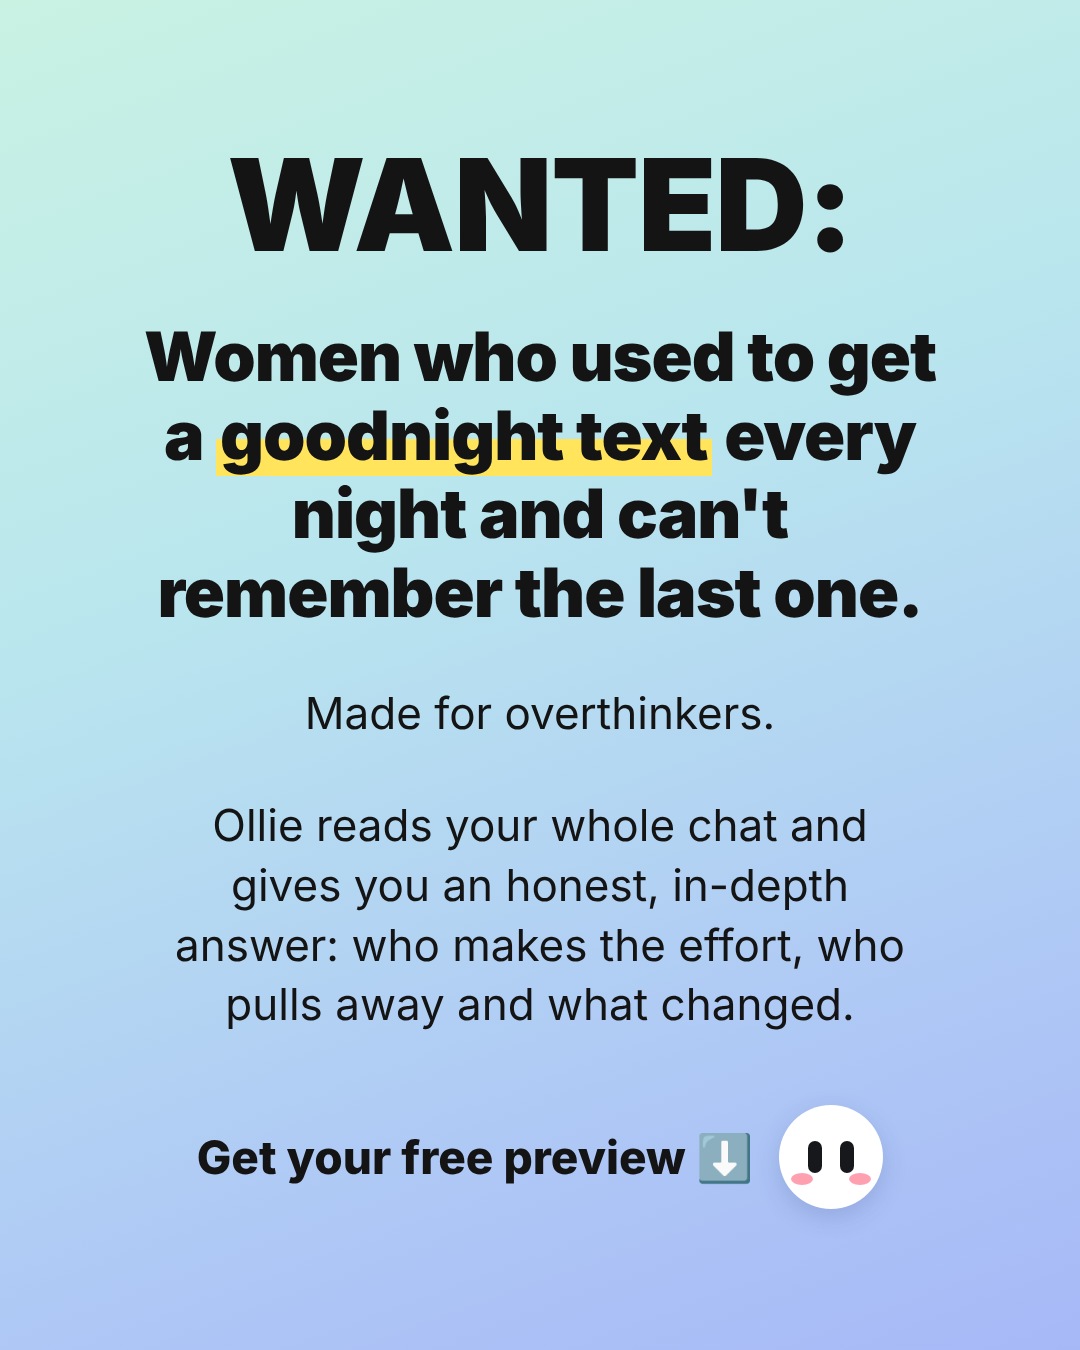 WANTED:
Women who used to get
a goodnight text every
night and can't
remember the last one.
Made for overthinkers.
Ollie reads your whole chat and
gives you an honest, in-depth
answer: who makes the effort, who
pulls away and what changed.
Get your free preview ⬇️